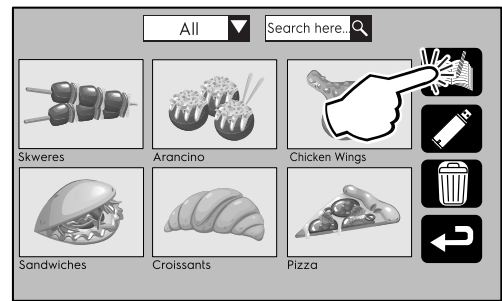 All
Search here...
Skweres
Arancino
Chicken Wings
Sandwiches
Croissants
Pizza